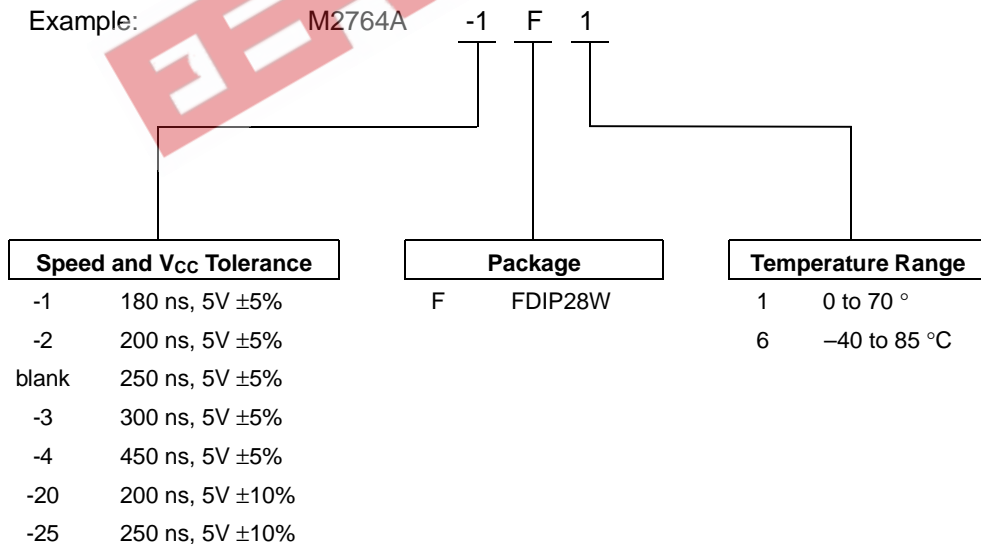 Example: M2764A -1 F 1
Speed and VCC Tolerance
-1 180 ns, 5V ±5%
-2 200 ns, 5V ±5%
blank 250 ns, 5V ±5%
-3 300 ns, 5V ±5%
-4 450 ns, 5V ±5%
-20 200 ns, 5V ±10%
-25 250 ns, 5V ±10%
Package
F FDIP28W
Temperature Range
1 0 to 70 °
6 –40 to 85 °C